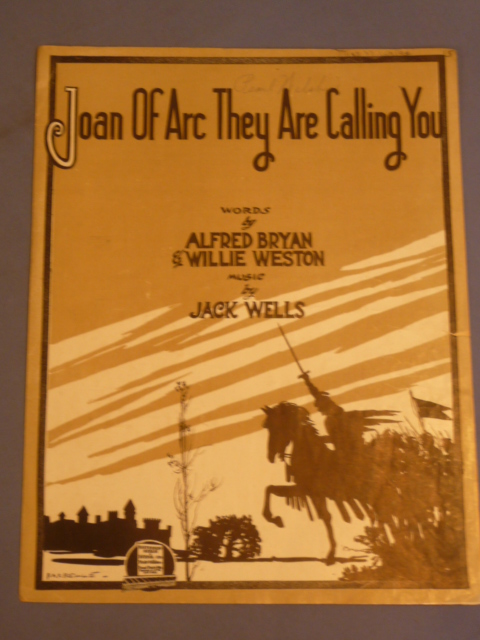 Joan Of Arc They Are Calling You
WORDS
by
ALFRED BRYAN
& WILLIE WESTON
MUSIC
by
JACK WELLS